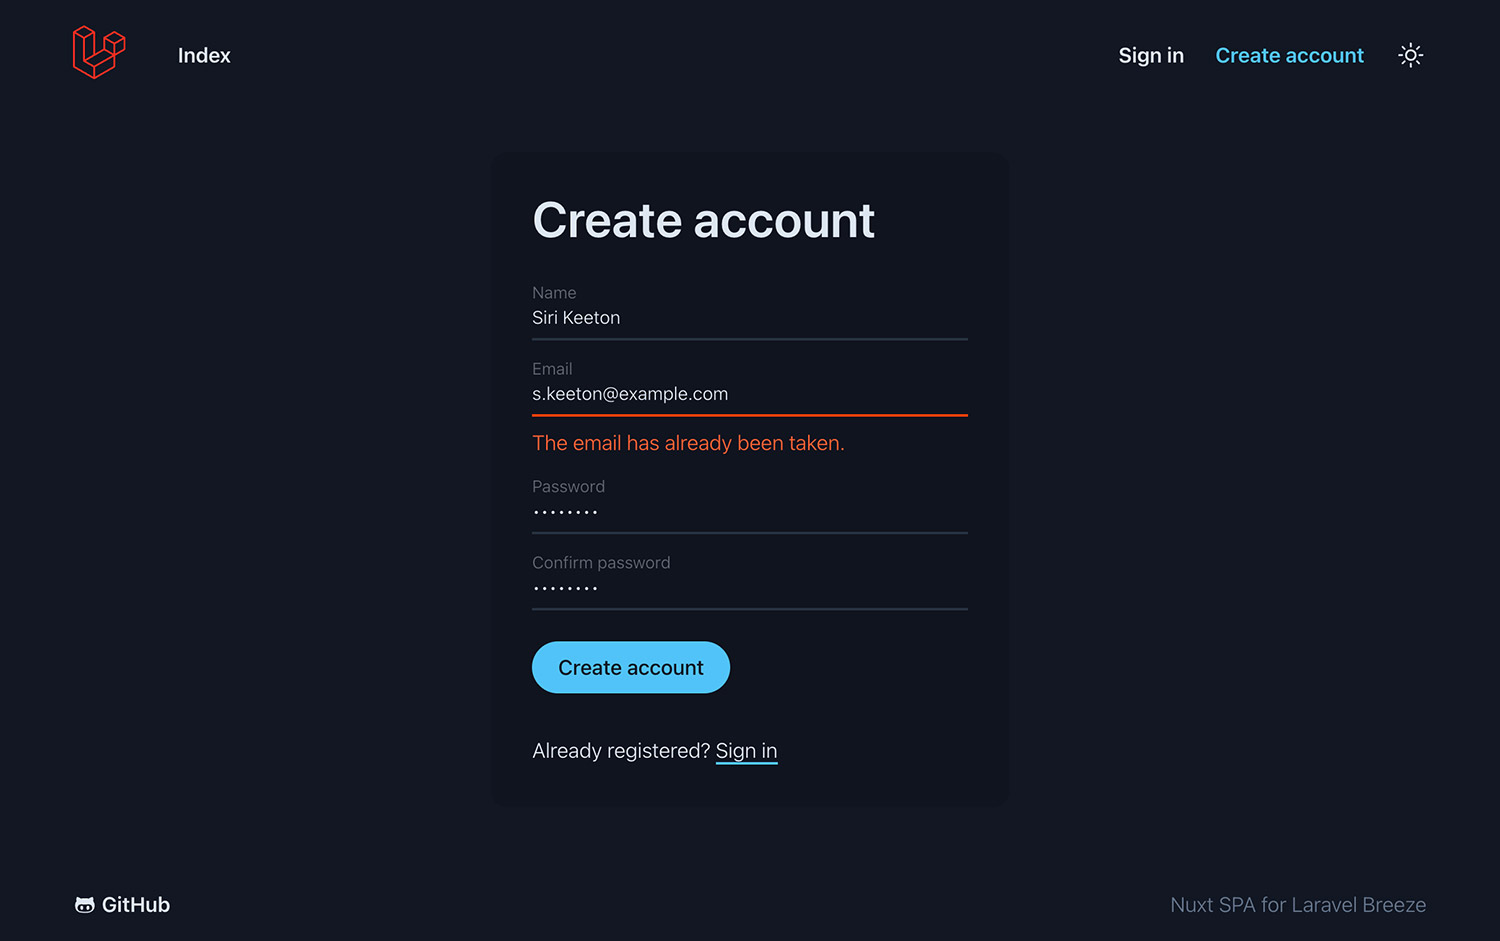 Index
Sign in
Create account
Create account
Name
Siri Keeton
Email
s.keeton@example.com
The email has already been taken.
Password
••••••••
Confirm password
••••••••
Create account
Already registered? Sign in
GitHub
Nuxt SPA for Laravel Breeze